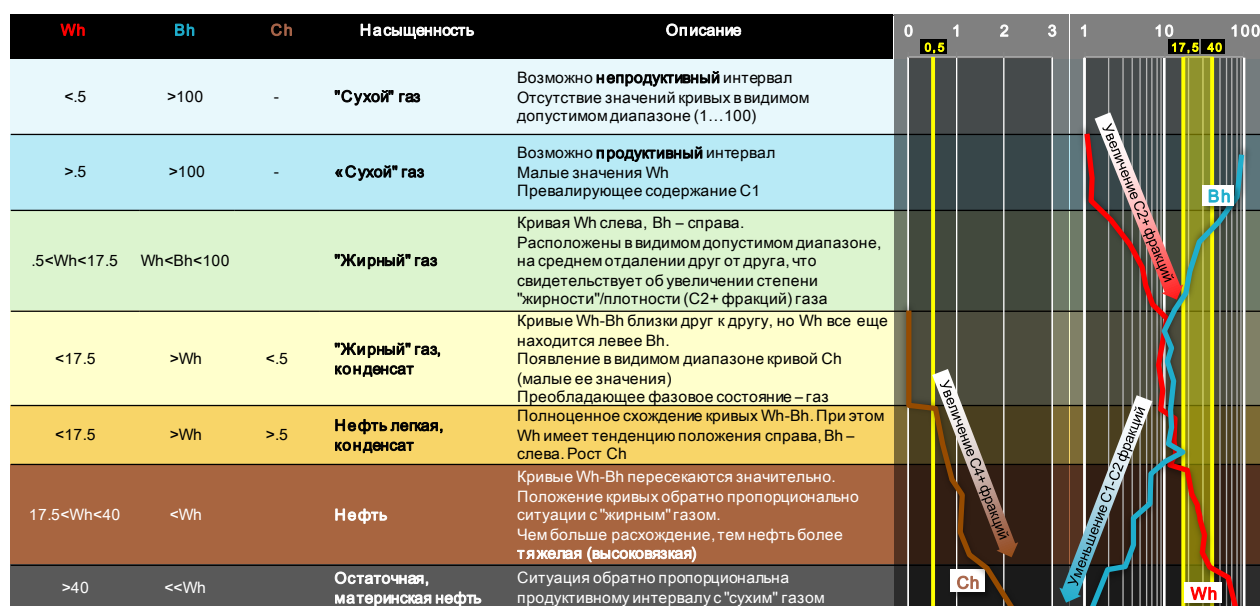 Wh Bh Ch Насыщенность Описание 0 1 2 3 1 10 100
0,5 17,5 40
<.5 >100 - "Сухой" газ
Возможно непродуктивный интервал
Отсутствие значений кривых в видимом
допустимом диапазоне (1…100)
>.5 >100 - «Сухой" газ
Возможно продуктивный интервал
Малые значения Wh
Превалирующее содержание С1
.5<Wh<17.5 Wh<Bh<100 "Жирный" газ
Кривая Wh слева, Bh – справа.
Расположены в видимом допустимом диапазоне,
на среднем отдалении друг от друга, что
свидетельствует об увеличении степени
"жирности"/плотности (С2+ фракций) газа
<17.5 >Wh <.5
"Жирный" газ,
конденсат
Кривые Wh-Bh близки друг к другу, но Wh все еще
находится левее Bh.
Появление в видимом диапазоне кривой Ch
(малые ее значения)
Преобладающее фазовое состояние – газ
<17.5 >Wh >.5
Нефть легкая,
конденсат
Полноценное схождение кривых Wh-Bh. При этом
Wh имеет тенденцию положения справа, Bh –
слева. Рост Ch
17.5<Wh<40 <Wh Нефть
Кривые Wh-Bh пересекаются значительно.
Положение кривых обратно пропорционально
ситуации с "жирным" газом.
Чем больше расхождение, тем нефть более
тяжелая (высоковязкая)
>40 <<Wh
Остаточная,
материнская нефть
Ситуация обратно пропорциональна
продуктивному интервалу с "сухим" газом
Увеличение С2+ фракций
Bh
Увеличение С4+ фракций
Уменьшение С1-С2 фракций
Ch
Wh